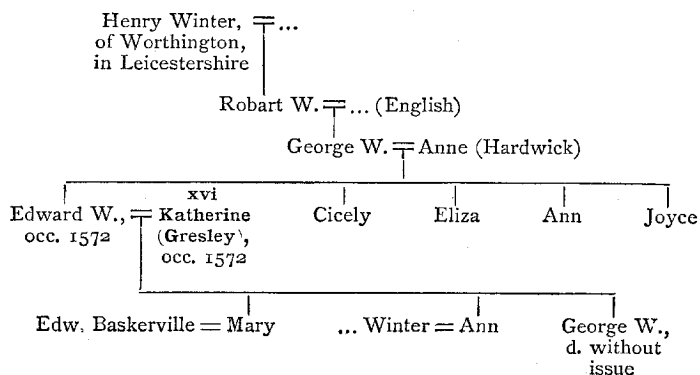 Henry Winter, = ...
of Worthington,
in Leicestershire
Robart W. = ... (English)
George W. = Anne (Hardwick)
xvi
Edward W., = Katherine Cicely Eliza Ann Joyce
occ. 1572 (Gresley),
occ. 1572
Edw. Baskerville = Mary ... Winter = Ann George W.,
d. without
issue